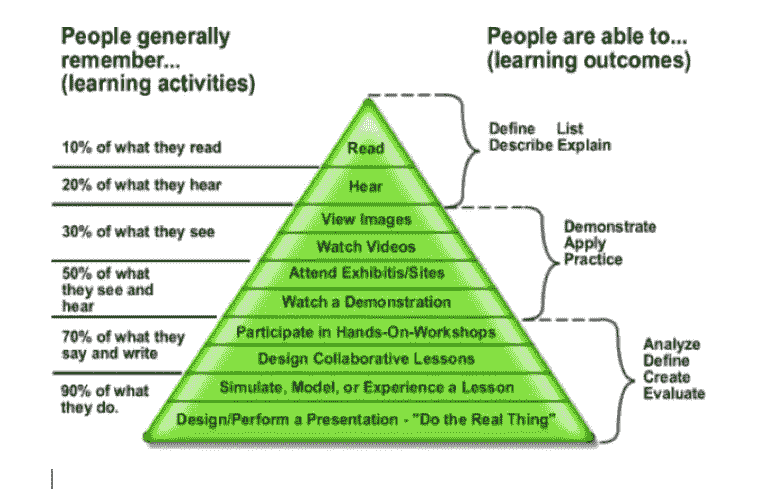 People generally
remember...
(learning activities)
People are able to...
(learning outcomes)
10% of what they read
20% of what they hear
30% of what they see
50% of what
they see and
hear
70% of what they
say and write
90% of what
they do.
Read
Hear
View Images
Watch Videos
Attend Exhibitis/Sites
Watch a Demonstration
Participate in Hands-On-Workshops
Design Collaborative Lessons
Simulate, Model, or Experience a Lesson
Design/Perform a Presentation - "Do the Real Thing"
Define List
Describe Explain
Demonstrate
Apply
Practice
Analyze
Define
Create
Evaluate